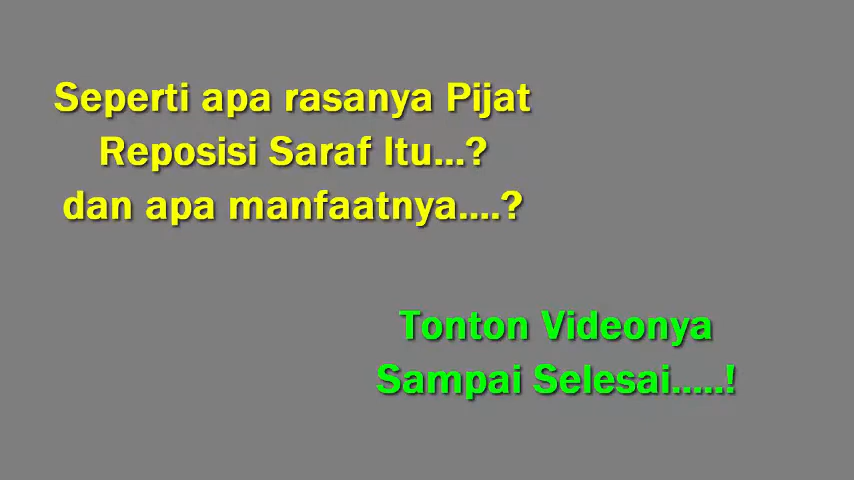 Seperti apa rasanya Pijat
Reposisi Saraf Itu...?
dan apa manfaatnya....?
Tonton Videonya
Sampai Selesai.....!